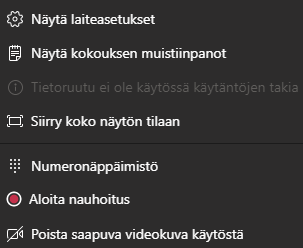 Näytä laiteasetukset
Näytä kokouksen muistiinpanot
Tietoruutu ei ole käytössä käytäntöjen takia
Siirry koko näytön tilaan
Numeronäppäimistö
Aloita nauhoitus
Poista saapuva videokuva käytöstä